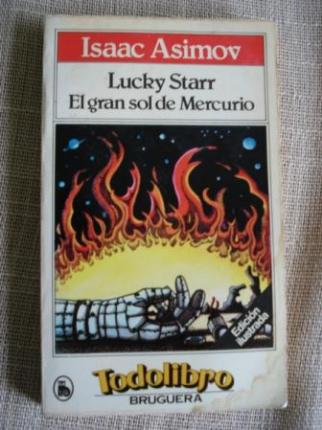 Isaac Asimov
Lucky Starr
El gran sol de Mercurio
Edición
ilustrada
Todolibro
BRUGUERA